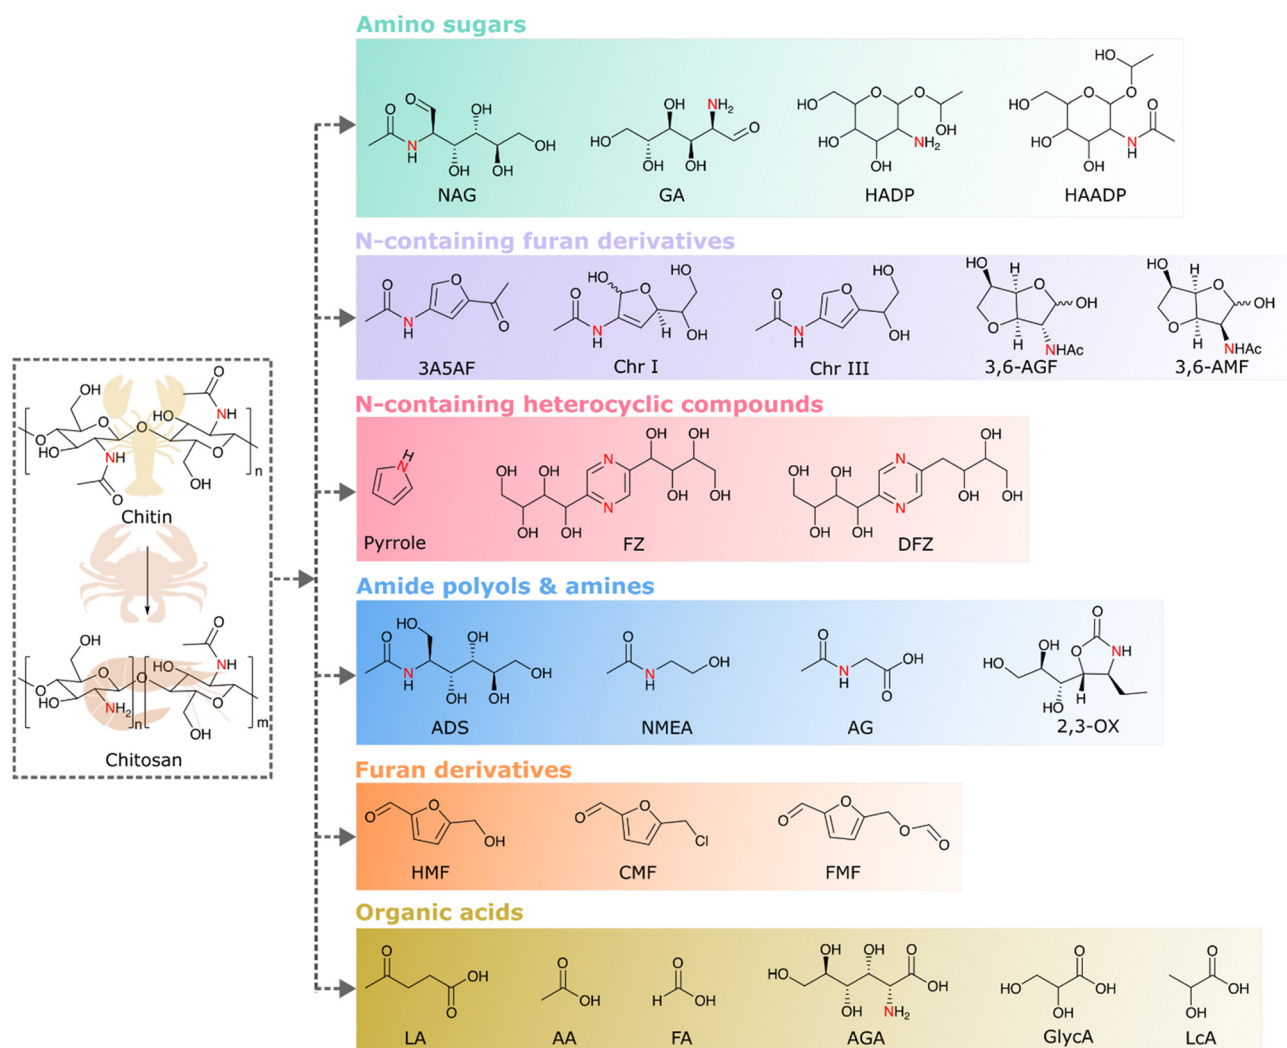 Amino sugars
NAG
GA
HADP
HAADP
N-containing furan derivatives
3A5AF
Chr I
Chr III
3,6-AGF
3,6-AMF
N-containing heterocyclic compounds
Pyrrole
FZ
DFZ
Amide polyols & amines
ADS
NMEA
AG
2,3-OX
Furan derivatives
HMF
CMF
FMF
Organic acids
LA
AA
FA
AGA
GlycA
LcA
Chitin
Chitosan